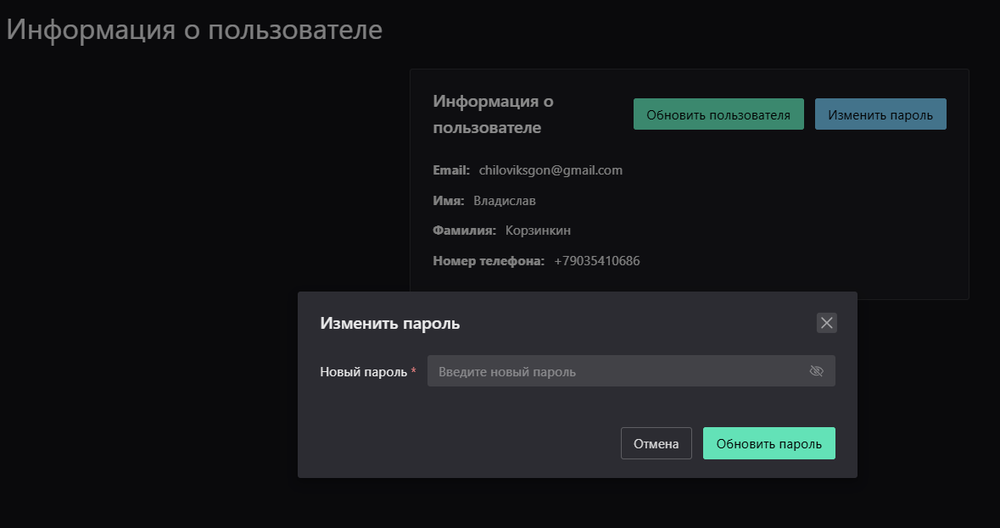 Информация о пользователе
Информация о
пользователе
Обновить пользователя
Изменить пароль
Email: chiloviksgon@gmail.com
Имя: Владислав
Фамилия: Корзинкин
Номер телефона: +79035410686
Изменить пароль
Новый пароль * Введите новый пароль
Отмена
Обновить пароль